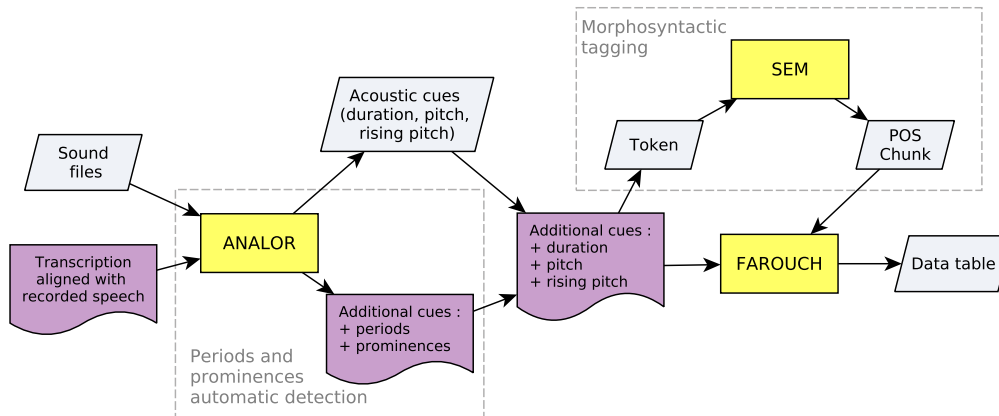 Morphosyntactic
tagging
SEM
Acoustic cues
(duration, pitch,
rising pitch)
Token
POS
Chunk
Sound
files
ANALOR
Transcription
aligned with
recorded speech
Additional cues :
+ periods
+ prominences
Additional cues :
+ duration
+ pitch
+ rising pitch
FAROUCH
Data table
Periods and
prominences
automatic detection